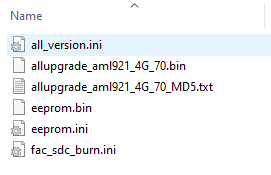 Name
all_version.ini
allupgrade_aml921_4G_70.bin
allupgrade_aml921_4G_70_MD5.txt
eeprom.bin
eeprom.ini
fac_sdc_burn.ini